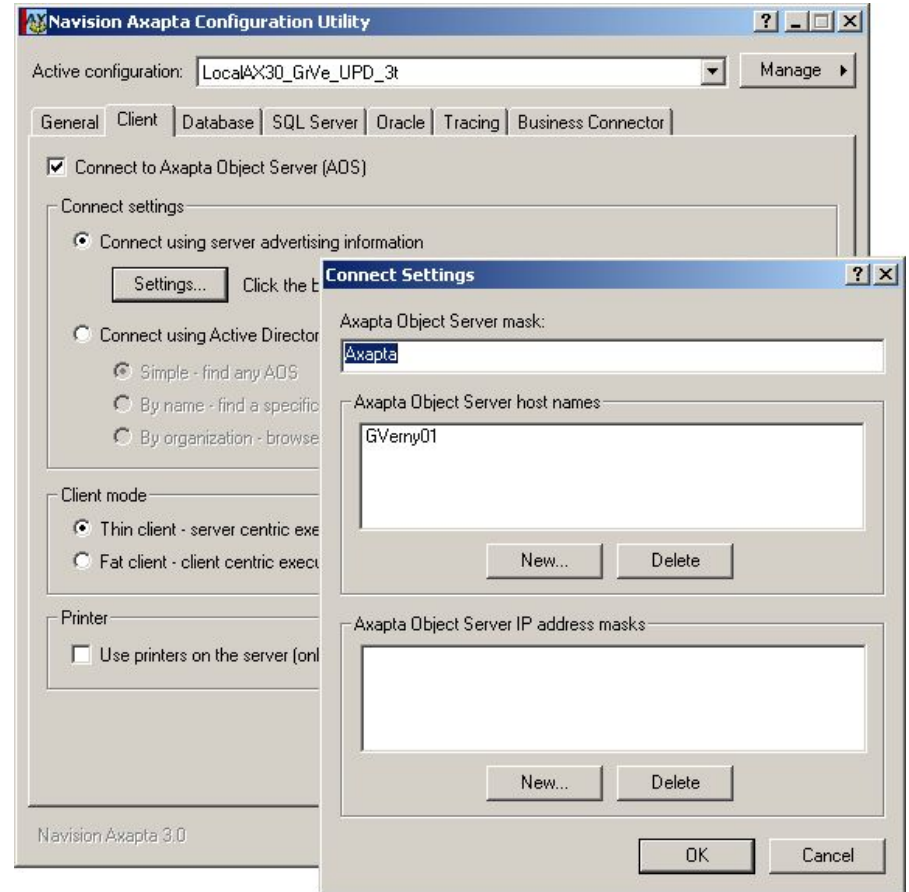 Navision Axapta Configuration Utility
Active configuration: LocalAX30_GrVe_UPD_3t Manage
General Client Database SQL Server Oracle Tracing Business Connector
Connect to Axapta Object Server (AOS)
Connect settings
Connect using server advertising information
Settings... Click the b
Connect using Active Director
Simple - find any AOS
By name - find a specific
By organization - browse
Client mode
Thin client - server centric exe
Fat client - client centric execu
Printer
Use printers on the server (onl
Navision Axapta 3.0
Connect Settings
Axapta Object Server mask:
Axapta
Axapta Object Server host names
GVerny01
New... Delete
Axapta Object Server IP address masks
New... Delete
OK Cancel